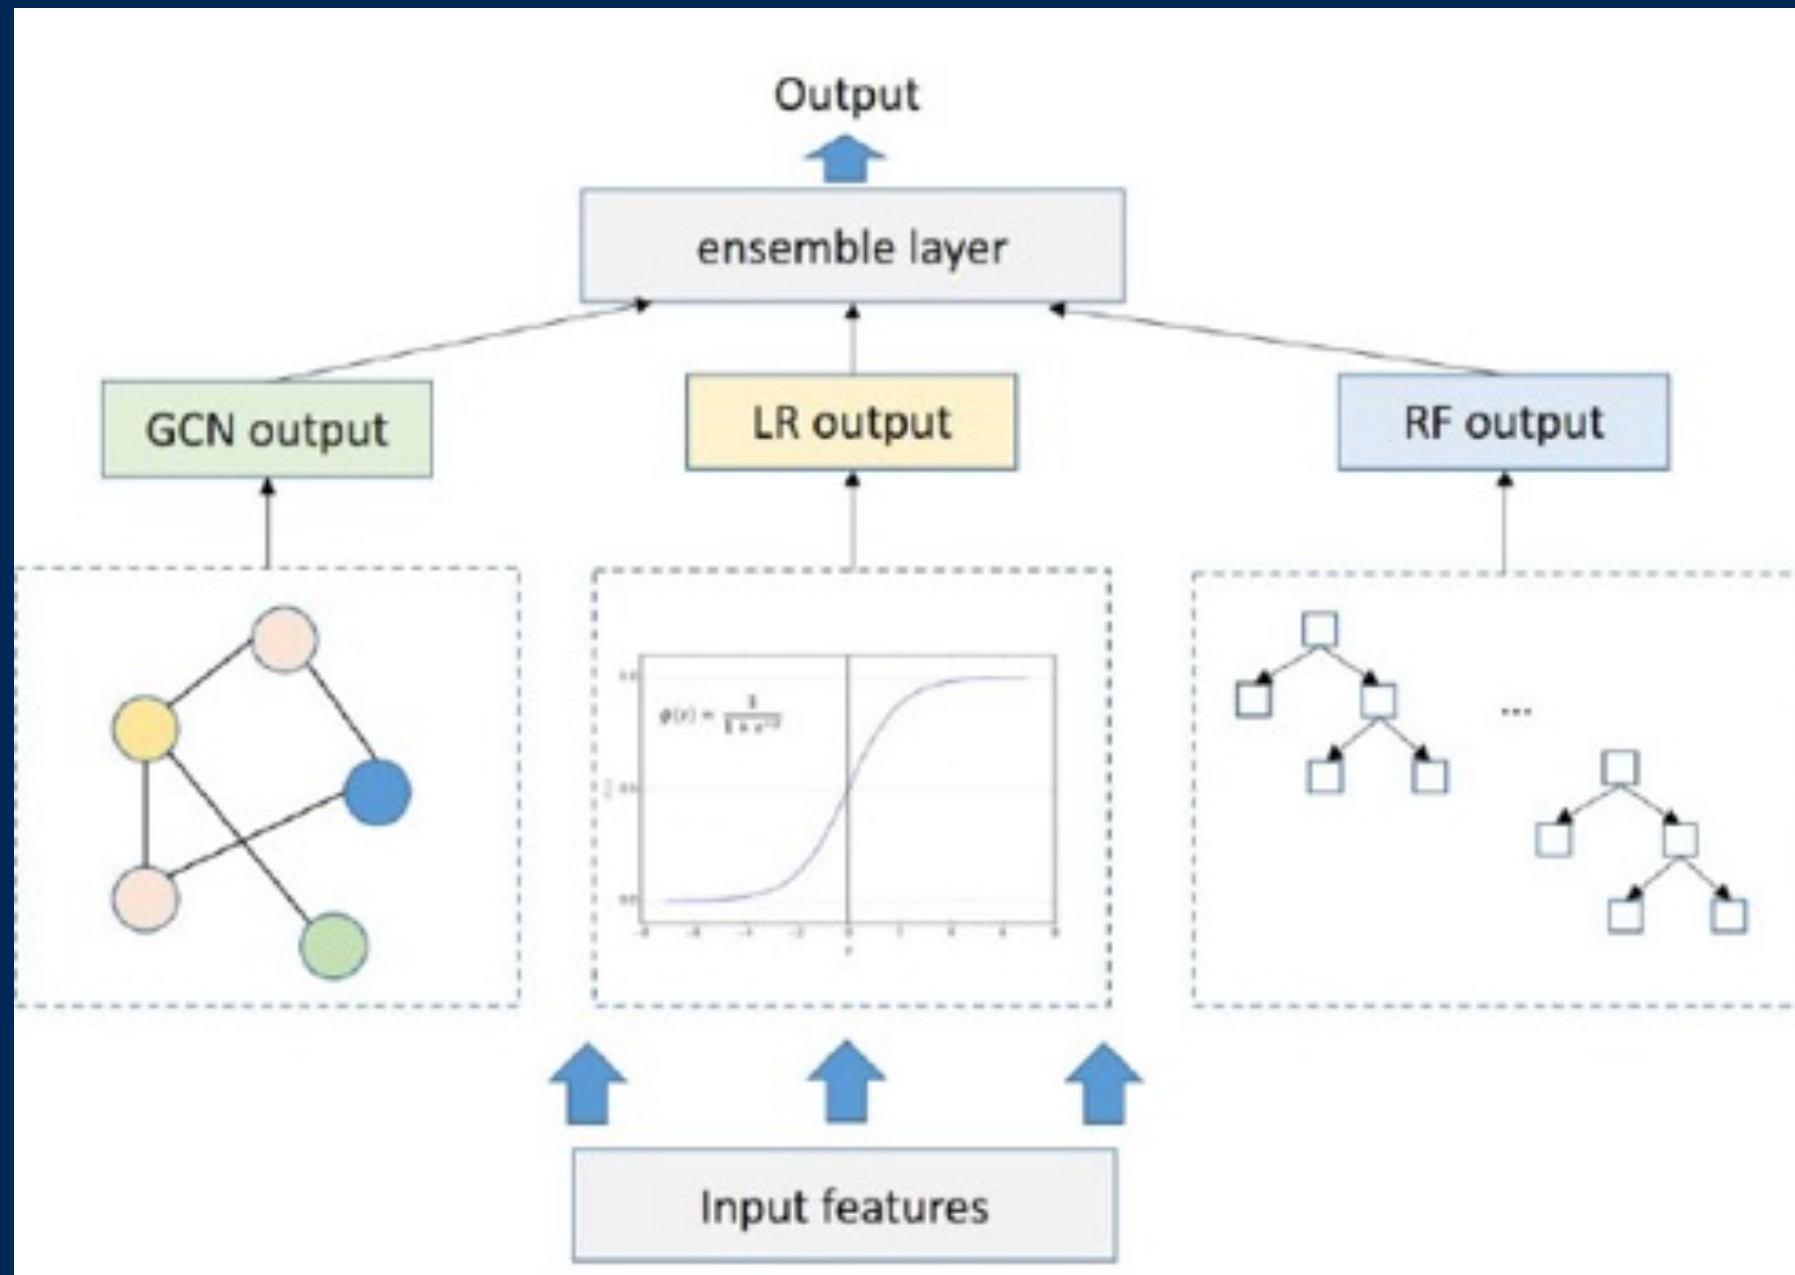 Output
ensemble layer
GCN output
LR output
RF output
...
Input features